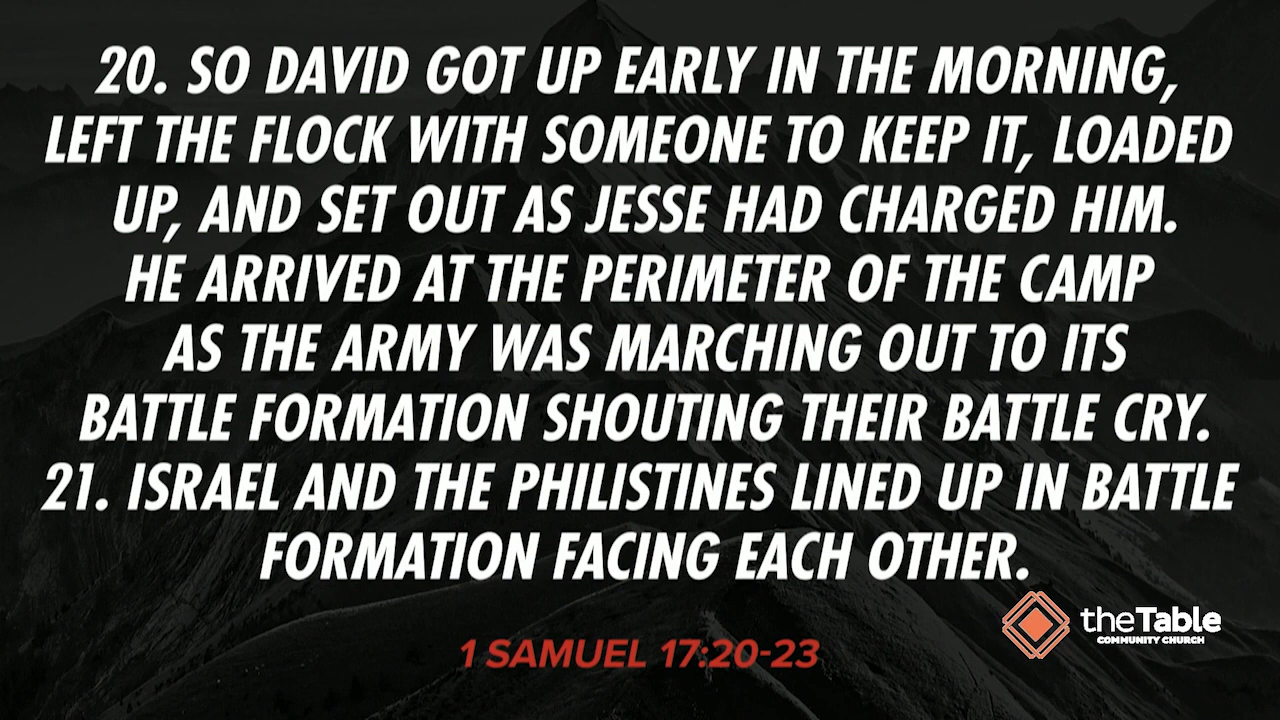 20. SO DAVID GOT UP EARLY IN THE MORNING,
LEFT THE FLOCK WITH SOMEONE TO KEEP IT, LOADED
UP, AND SET OUT AS JESSE HAD CHARGED HIM.
HE ARRIVED AT THE PERIMETER OF THE CAMP
AS THE ARMY WAS MARCHING OUT TO ITS
BATTLE FORMATION SHOUTING THEIR BATTLE CRY.
21. ISRAEL AND THE PHILISTINES LINED UP IN BATTLE
FORMATION FACING EACH OTHER.
1 SAMUEL 17:20-23
theTable
COMMUNITY CHURCH